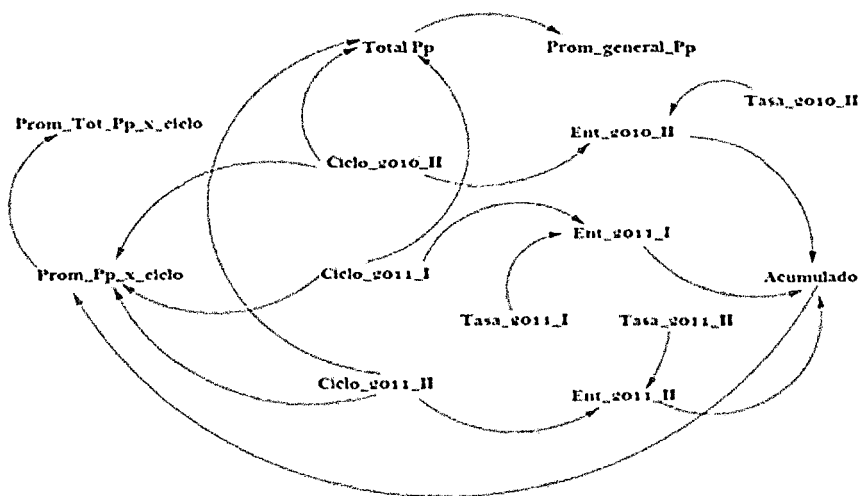 Total Pp
Prom_general_Pp
Tasa_2010_II
Prom_Tot_Pp_x_ciclo
Ent_2010_II
Ciclo_2010_II
Ent_2011_I
Prom_Pp_x_ciclo
Ciclo_2011_I
Acumulado
Tasa_2011_I
Tasa_2011_II
Ciclo_2011_II
Ent_2011_II